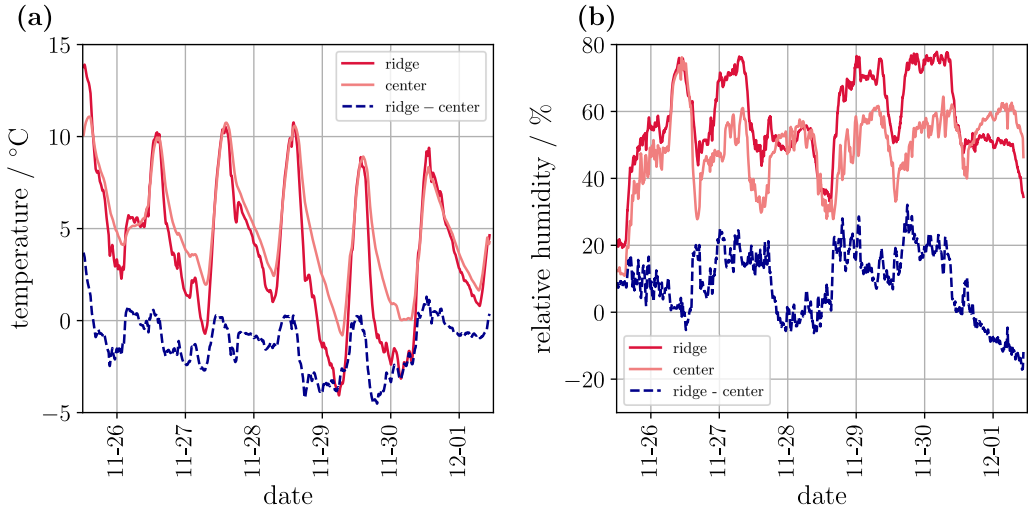 (a)
temperature / °C
15
10
5
0
−5
ridge
center
ridge − center
11-26
11-27
11-28
11-29
11-30
12-01
date
(b)
relative humidity / %
80
60
40
20
0
−20
ridge
center
ridge - center
11-26
11-27
11-28
11-29
11-30
12-01
date